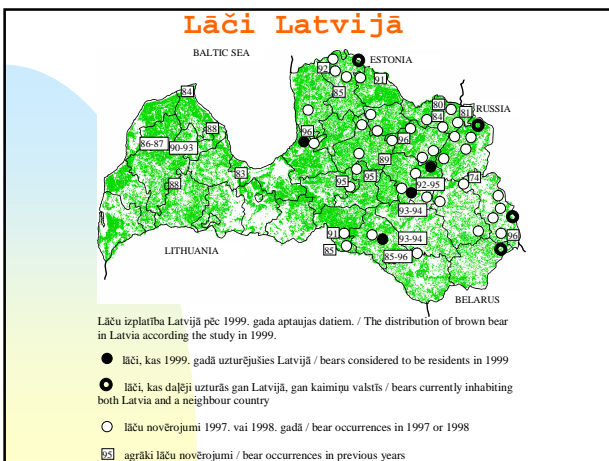 Lāči Latvijā
BALTIC SEA
ESTONIA
92
91
85
84
80
81
RUSSIA
84
88
96
96
86-87
90-93
89
83
95
95
74
88
92-95
93-94
91
93-94
96
LITHUANIA
85
85-96
BELARUS
Lāču izplatība Latvijā pēc 1999. gada aptaujas datiem. / The distribution of brown bear
in Latvia according the study in 1999.
lāči, kas 1999. gadā uzturējušies Latvijā / bears considered to be residents in 1999
lāči, kas daļēji uzturās gan Latvijā, gan kaimiņu valstīs / bears currently inhabiting
both Latvia and a neighbour country
lāču novērojumi 1997. vai 1998. gadā / bear occurrences in 1997 or 1998
95 agrāki lāču novērojumi / bear occurrences in previous years